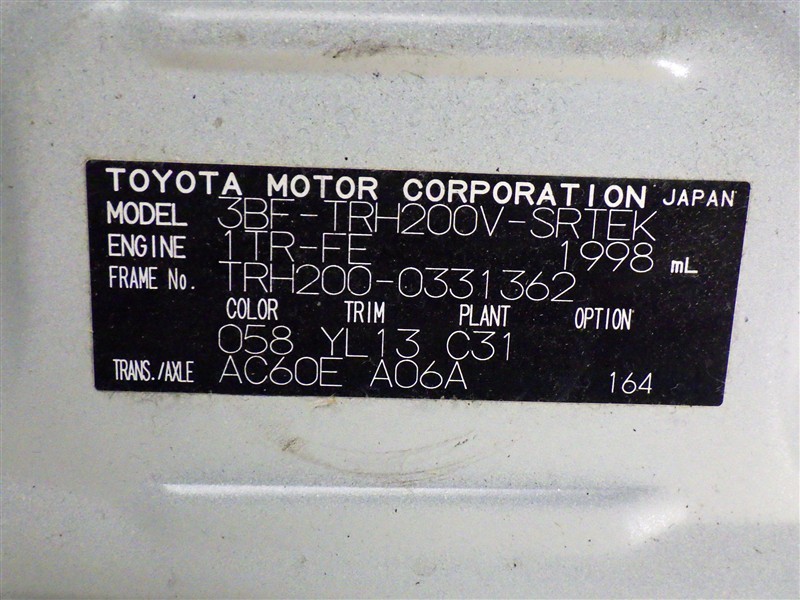 TOYOTA MOTOR CORPORATION JAPAN
MODEL 3BF-TRH200V-SRTEK
ENGINE 1TR-FE 1998 mL
FRAME No. TRH200-0331362
COLOR TRIM PLANT OPTION
058 YL13 C31
TRANS./AXLE AC60E A06A 164